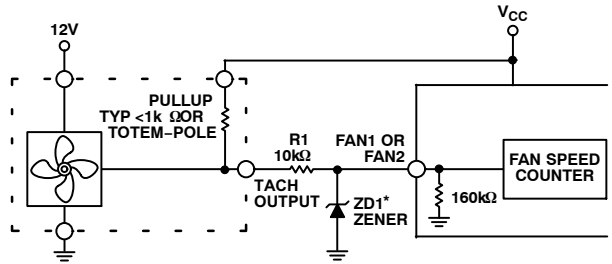 12V
VCC
PULLUP
TYP <1k ΩOR
TOTEM−POLE
R1
10kΩ
FAN1 OR
FAN2
FAN SPEED
COUNTER
TACH
OUTPUT
ZD1*
ZENER
160kΩ